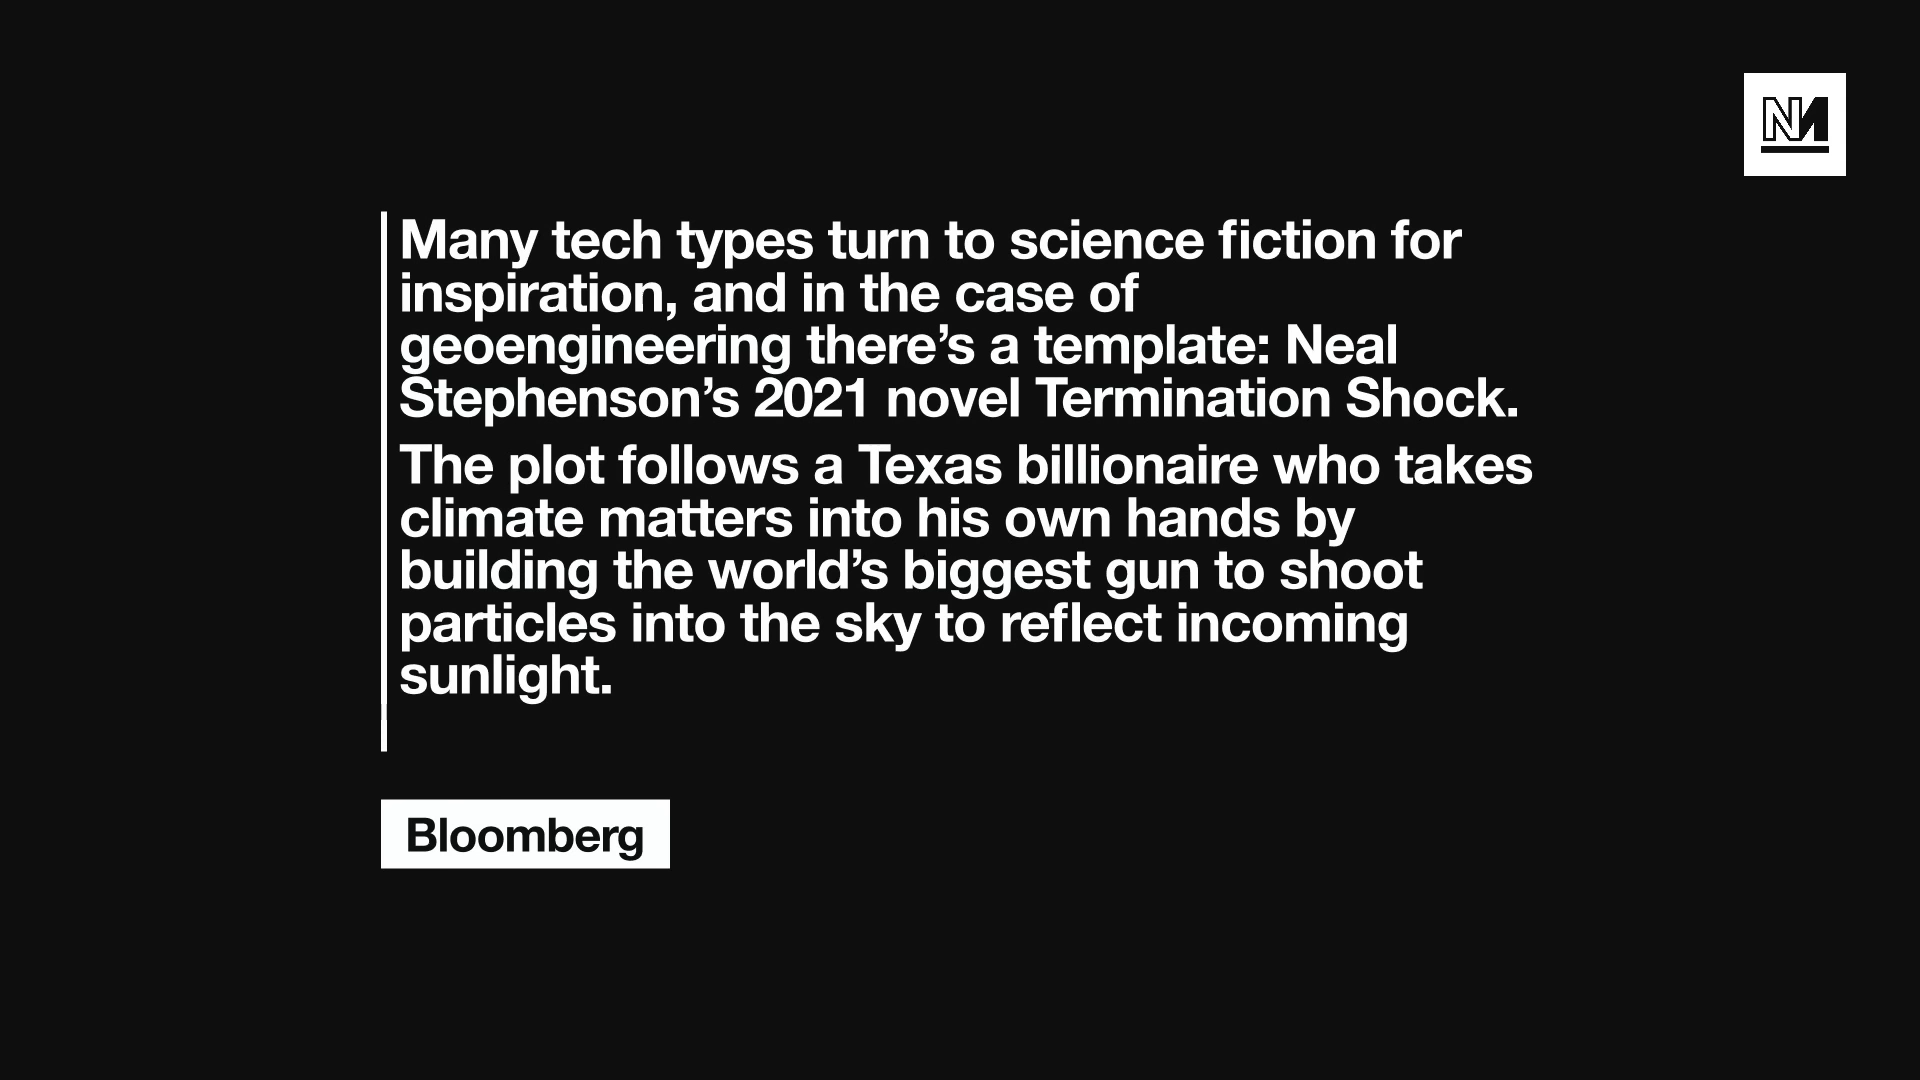 NM
Many tech types turn to science fiction for
inspiration, and in the case of
geoengineering there’s a template: Neal
Stephenson’s 2021 novel Termination Shock.
The plot follows a Texas billionaire who takes
climate matters into his own hands by
building the world’s biggest gun to shoot
particles into the sky to reflect incoming
sunlight.
Bloomberg